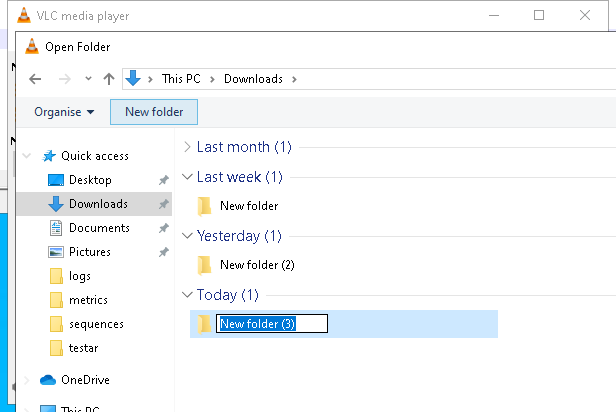 VLC media player
Open Folder
This PC
Downloads
Organise
New folder
Quick access
Desktop
Downloads
Documents
Pictures
logs
metrics
sequences
testar
OneDrive
This PC
Last month (1)
Last week (1)
New folder
Yesterday (1)
New folder (2)
Today (1)
New folder (3)